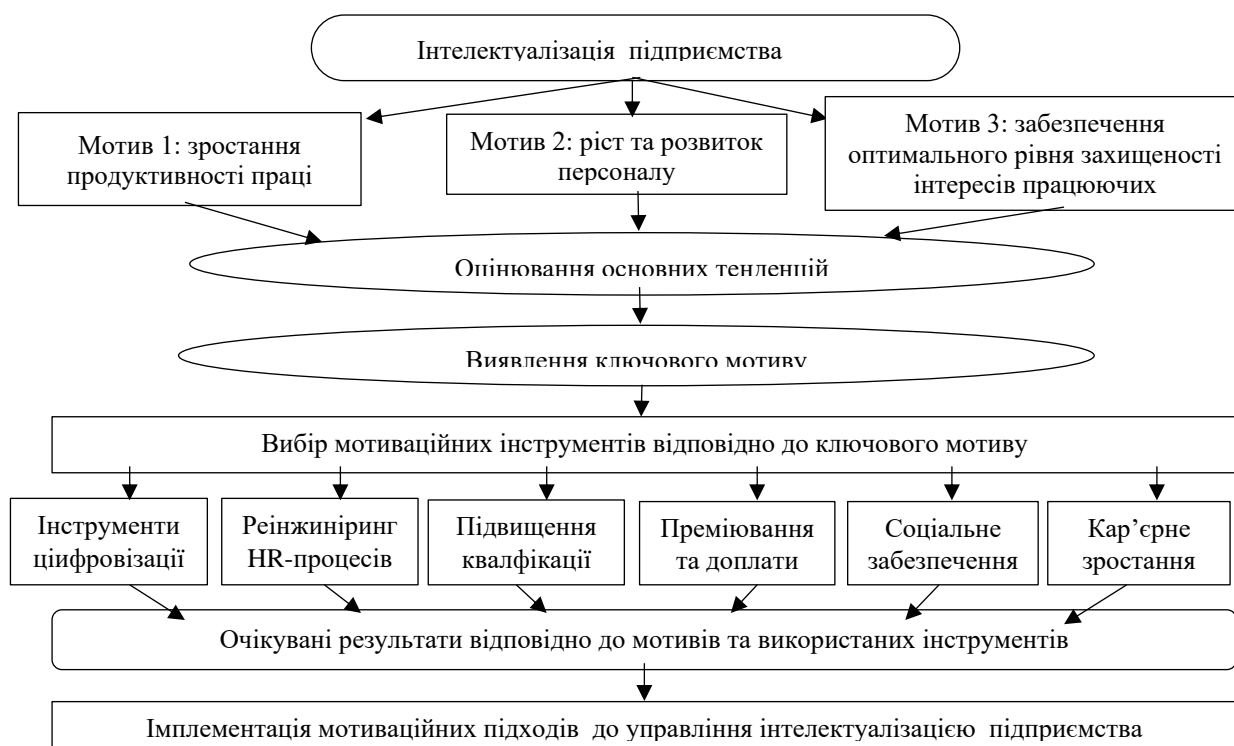 Інтелектуалізація підприємства
Мотив 1: зростання
продуктивності праці
Мотив 2: ріст та розвиток
персоналу
Мотив 3: забезпечення
оптимального рівня захищеності
інтересів працюючих
Оцінювання основних тенденцій
Виявлення ключового мотиву
Вибір мотиваційних інструментів відповідно до ключового мотиву
Інструменти
ціифровізації
Реінжиніринг
HR-процесів
Підвищення
квалфікації
Преміювання
та доплати
Соціальне
забезпечення
Кар’єрне
зростання
Очікувані результати відповідно до мотивів та використаних інструментів
Імплементація мотиваційних підходів до управління інтелектуалізацією підприємства